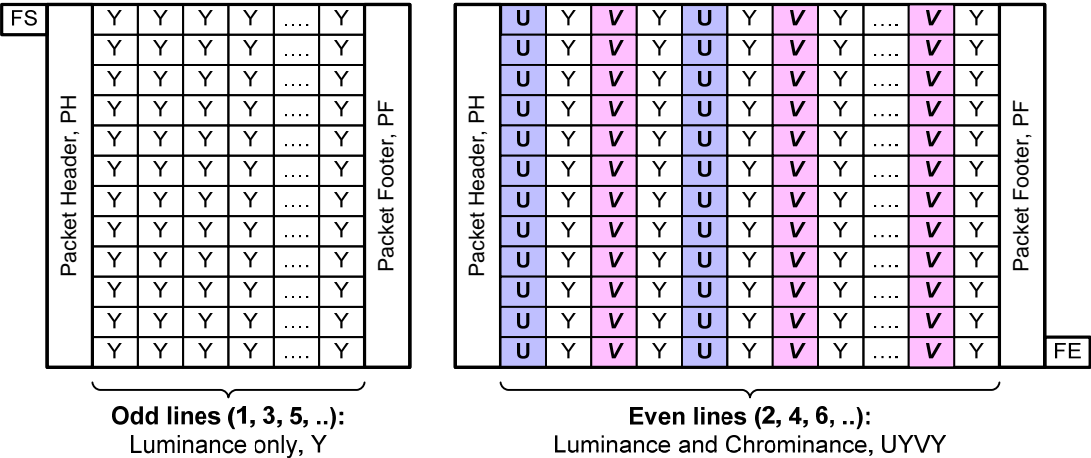 FS Y Y Y Y .... Y U Y V Y U Y V Y .... V Y
Y Y Y Y .... Y U Y V Y U Y V Y .... V Y
Y Y Y Y .... Y U Y V Y U Y V Y .... V Y
Y Y Y Y .... Y U Y V Y U Y V Y .... V Y
Y Y Y Y .... Y U Y V Y U Y V Y .... V Y
Y Y Y Y .... Y U Y V Y U Y V Y .... V Y
Y Y Y Y .... Y U Y V Y U Y V Y .... V Y
Y Y Y Y .... Y U Y V Y U Y V Y .... V Y
Y Y Y Y .... Y U Y V Y U Y V Y .... V Y
Y Y Y Y .... Y U Y V Y U Y V Y .... V Y
Y Y Y Y .... Y U Y V Y U Y V Y .... V Y
Y Y Y Y .... Y U Y V Y U Y V Y .... V Y FE
Packet Header, PH
Packet Footer, PF
Packet Header, PH
Packet Footer, PF
Odd lines (1, 3, 5, ..):
Luminance only, Y
Even lines (2, 4, 6, ..):
Luminance and Chrominance, UYVY